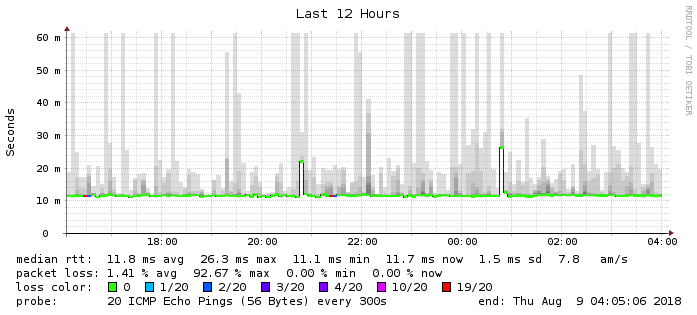 Last 12 Hours
RRDTOOL / TOBI OETIKER
Seconds
60 m
50 m
40 m
30 m
20 m
10 m
0
18:00 20:00 22:00 00:00 02:00 04:00
median rtt: 11.8 ms avg 26.3 ms max 11.1 ms min 11.7 ms now 1.5 ms sd 7.8 am/s
packet loss: 1.41 % avg 92.67 % max 0.00 % min 0.00 % now
loss color: 0 1/20 2/20 3/20 4/20 10/20 19/20
probe: 20 ICMP Echo Pings (56 Bytes) every 300s end: Thu Aug 9 04:05:06 2018